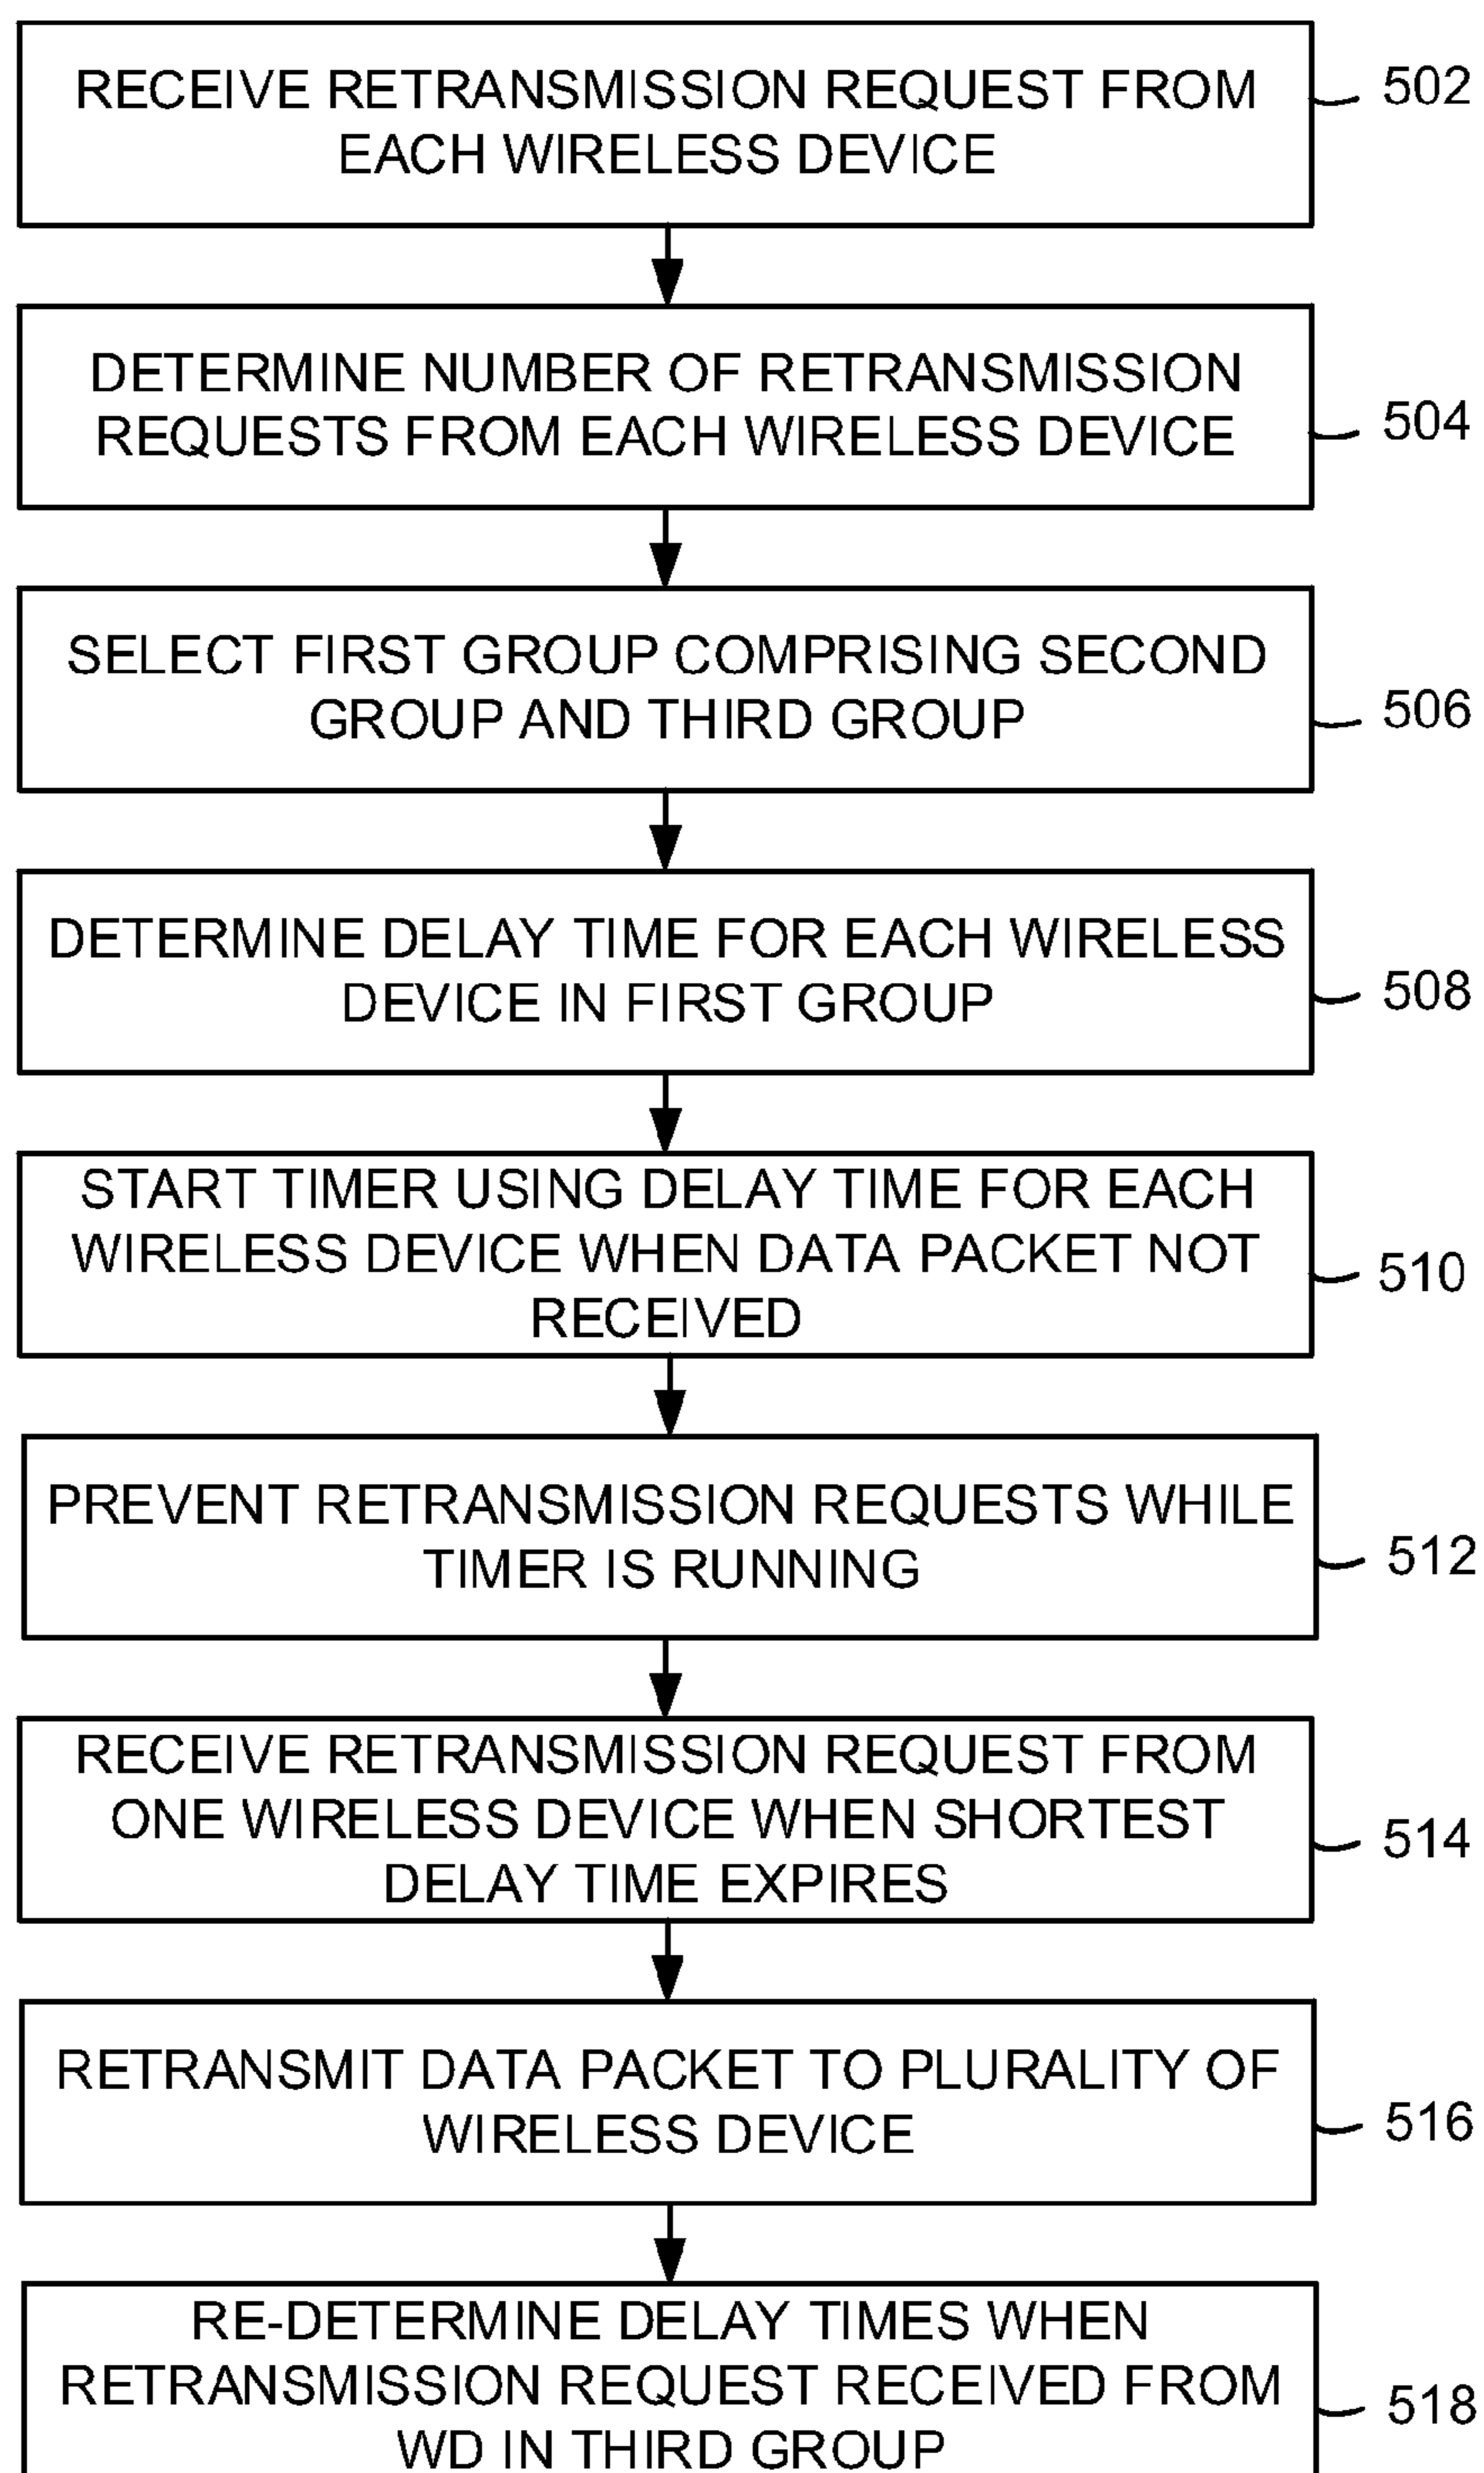 RECEIVE RETRANSMISSION REQUEST FROM
EACH WIRELESS DEVICE
502
DETERMINE NUMBER OF RETRANSMISSION
REQUESTS FROM EACH WIRELESS DEVICE
504
SELECT FIRST GROUP COMPRISING SECOND
GROUP AND THIRD GROUP
506
DETERMINE DELAY TIME FOR EACH WIRELESS
DEVICE IN FIRST GROUP
508
START TIMER USING DELAY TIME FOR EACH
WIRELESS DEVICE WHEN DATA PACKET NOT
RECEIVED
510
PREVENT RETRANSMISSION REQUESTS WHILE
TIMER IS RUNNING
512
RECEIVE RETRANSMISSION REQUEST FROM
ONE WIRELESS DEVICE WHEN SHORTEST
DELAY TIME EXPIRES
514
RETRANSMIT DATA PACKET TO PLURALITY OF
WIRELESS DEVICE
516
RE-DETERMINE DELAY TIMES WHEN
RETRANSMISSION REQUEST RECEIVED FROM
WD IN THIRD GROUP
518